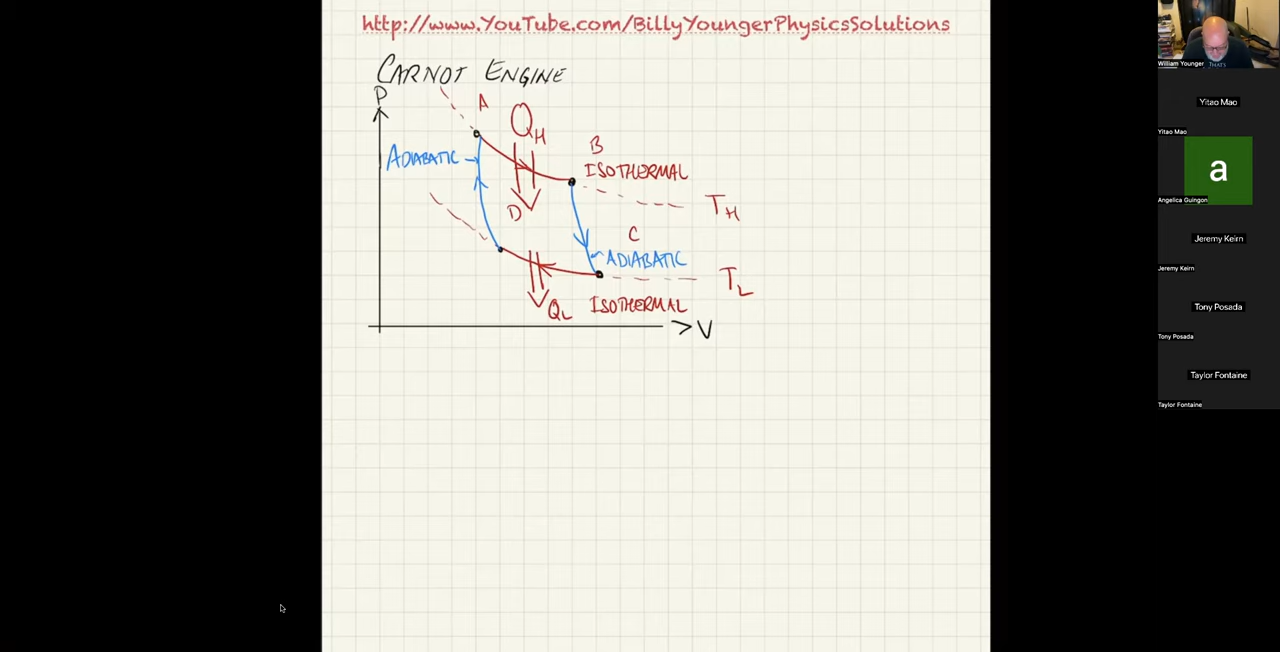 http://www.YouTube.com/BillyYoungerPhysicsSolutions
CARNOT ENGINE
P
A
QH
B
ADIABATIC
ISOTHERMAL
TH
D
C
ADIABATIC
TL
QL
ISOTHERMAL
V
THAT'S
William Younger
Yitao Mao
Yitao Mao
a
Angelica Guingon
Jeremy Keirn
Jeremy Keirn
Tony Posada
Tony Posada
Taylor Fontaine
Taylor Fontaine